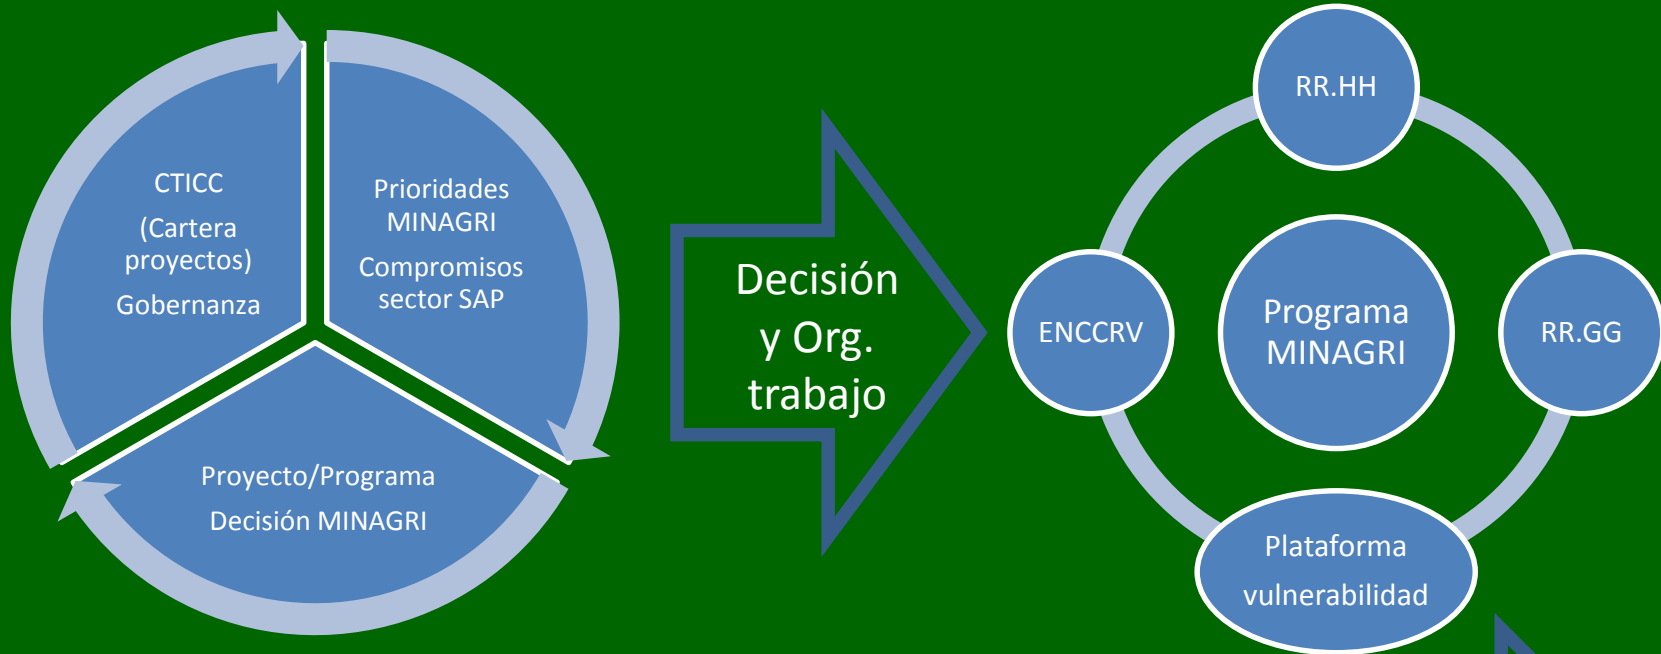 CTICC
(Cartera
proyectos)
Gobernanza
Prioridades
MINAGRI
Compromisos
sector SAP
Proyecto/Programa
Decisión MINAGRI
Decisión
y Org.
trabajo
RR.HH
ENCCRV
Programa
MINAGRI
RR.GG
Plataforma
vulnerabilidad